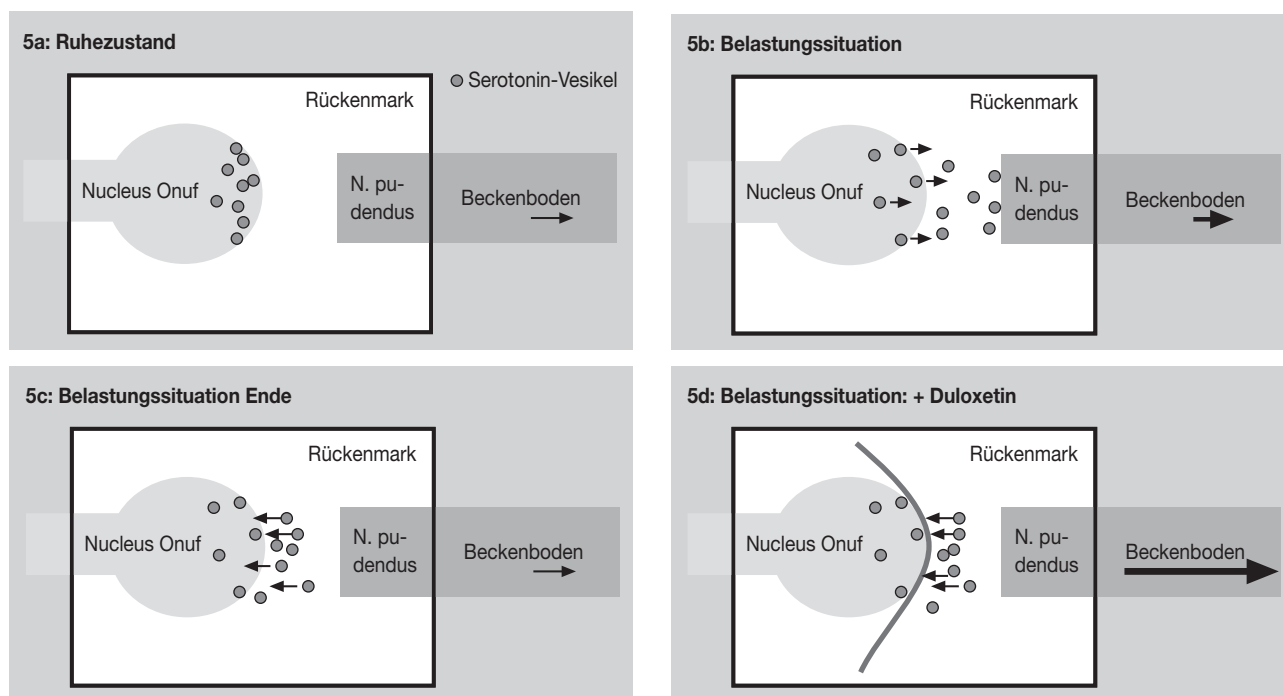 5a: Ruhezustand
Serotonin-Vesikel
Rückenmark
Nucleus Onuf
N. pu-
dendus
Beckenboden
5b: Belastungssituation
Rückenmark
Nucleus Onuf
N. pu-
dendus
Beckenboden
5c: Belastungssituation Ende
Rückenmark
Nucleus Onuf
N. pu-
dendus
Beckenboden
5d: Belastungssituation: + Duloxetin
Rückenmark
Nucleus Onuf
N. pu-
dendus
Beckenboden